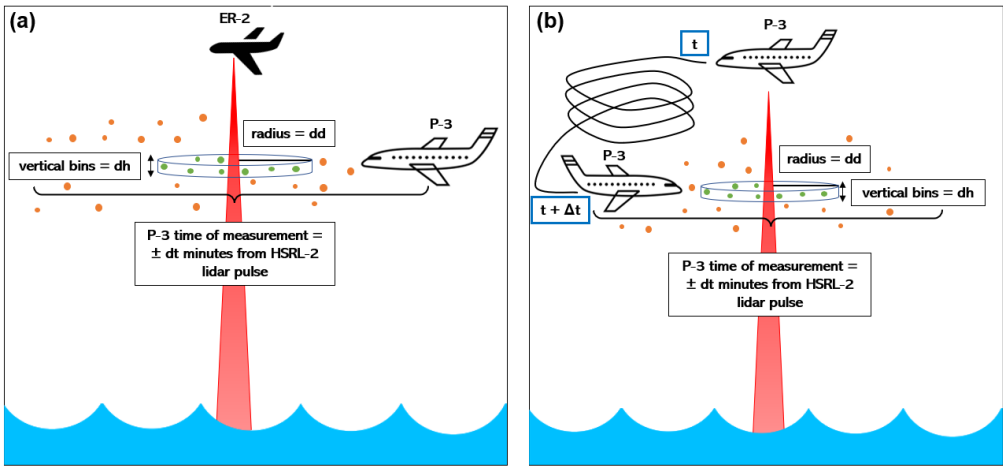 (a)
ER-2
radius = dd
P-3
vertical bins = dh
P-3 time of measurement =
± dt minutes from HSRL-2
lidar pulse
(b)
P-3
t
P-3
radius = dd
vertical bins = dh
t + Δt
P-3 time of measurement =
± dt minutes from HSRL-2
lidar pulse